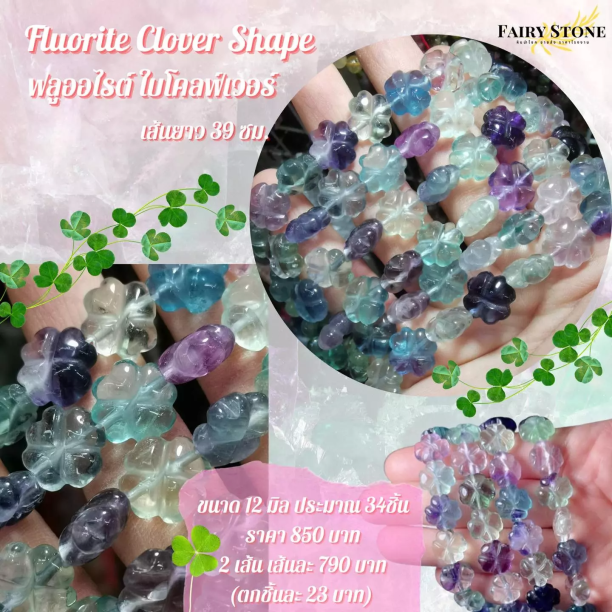 Fluorite Clover Shape
ฟลูออไรต์ ใบโคลฟ์เวอร์
เส้นยาว 39 ซม.
FAIRY STONE
ขนาด 12 มิล ประมาณ 34ชิ้น
ราคา 850 บาท
2 เส้น เส้นละ 790 บาท
(ตกชิ้นละ 23 บาท)